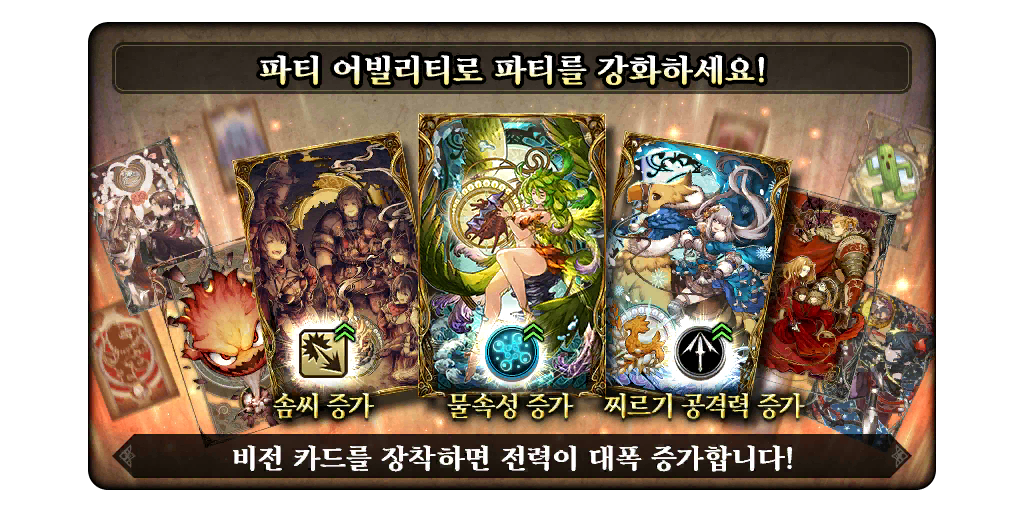 파티 어빌리티로 파티를 강화하세요!
솜씨 증가
물속성 증가
찌르기 공격력 증가
비전 카드를 장착하면 전력이 대폭 증가합니다!